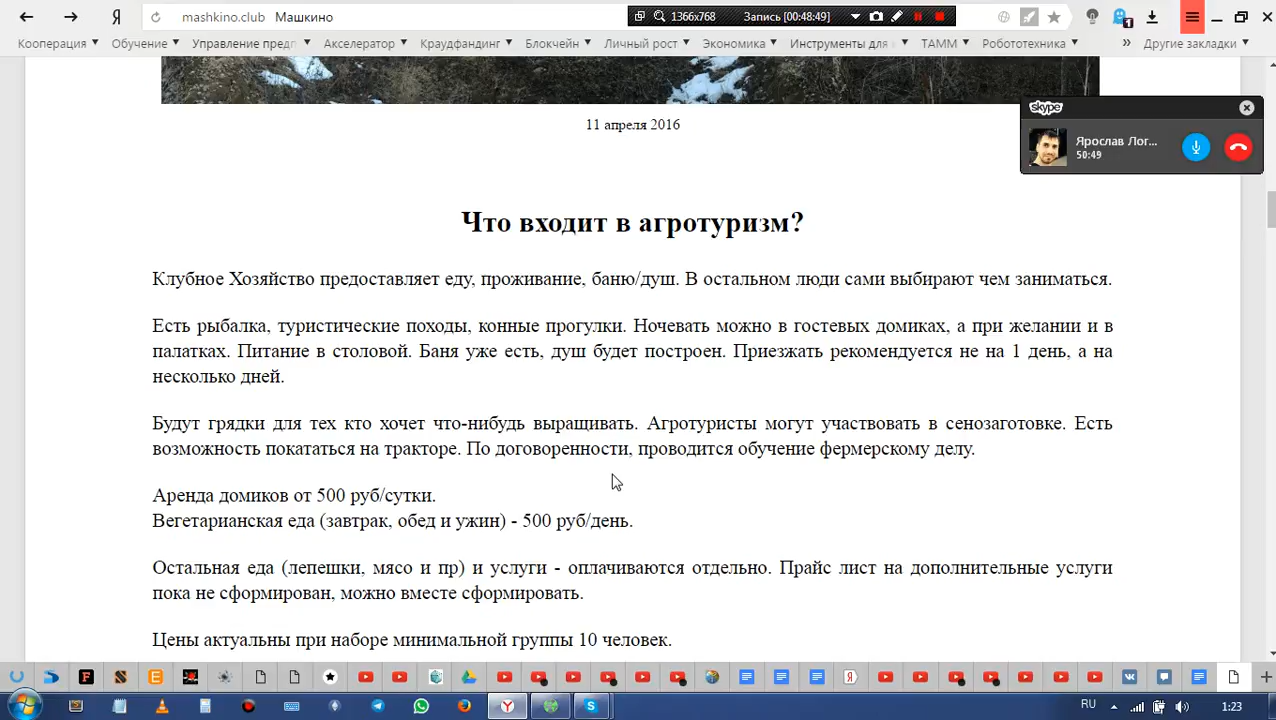 mashkino.club Машкино
1366x768 Запись [00:48:49]
Кооперация Обучение Управление предп Акселератор Краудфандинг Блокчейн Личный рост Экономика Инструменты для ТАММ Робототехника » Другие закладки
11 апреля 2016
skype
Ярослав Лог...
50:49
Что входит в агротуризм?
Клубное Хозяйство предоставляет еду, проживание, баню/душ. В остальном люди сами выбирают чем заниматься.
Есть рыбалка, туристические походы, конные прогулки. Ночевать можно в гостевых домиках, а при желании и в
палатках. Питание в столовой. Баня уже есть, душ будет построен. Приезжать рекомендуется не на 1 день, а на
несколько дней.
Будут грядки для тех кто хочет что-нибудь выращивать. Агротуристы могут участвовать в сенозаготовке. Есть
возможность покататься на тракторе. По договоренности, проводится обучение фермерскому делу.
Аренда домиков от 500 руб/сутки.
Вегетарианская еда (завтрак, обед и ужин) - 500 руб/день.
Остальная еда (лепешки, мясо и пр) и услуги - оплачиваются отдельно. Прайс лист на дополнительные услуги
пока не сформирован, можно вместе сформировать.
Цены актуальны при наборе минимальной группы 10 человек.
RU 1:23